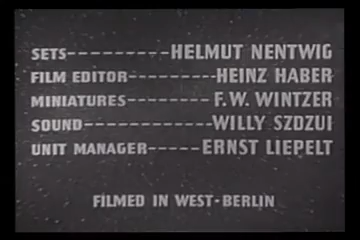 SETS----------HELMUT NENTWIG
FILM EDITOR---------HEINZ HABER
MINIATURES---------F.W. WINTZER
SOUND-------------WILLY SZDZUI
UNIT MANAGER-----ERNST LIEPELT
FILMED IN WEST-BERLIN